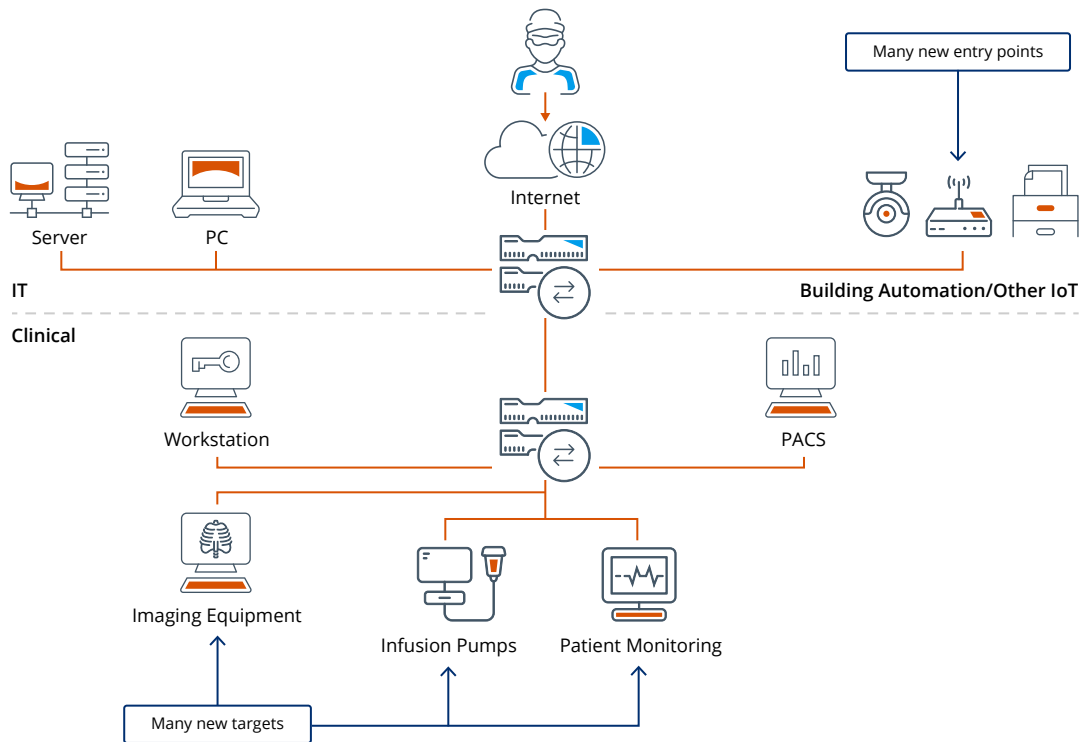 Many new entry points
Internet
Server
PC
IT
Building Automation/Other IoT
Clinical
Workstation
PACS
Imaging Equipment
Infusion Pumps
Patient Monitoring
Many new targets